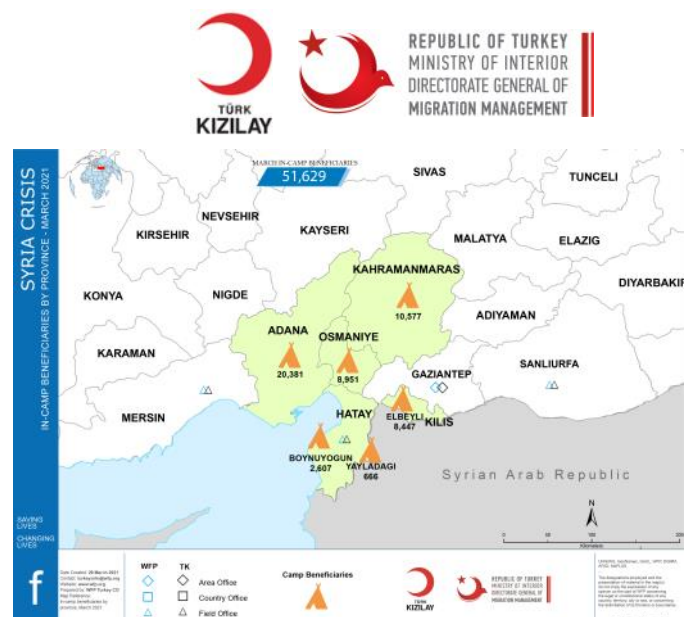 TÜRK
KIZILAY
REPUBLIC OF TURKEY
MINISTRY OF INTERIOR
DIRECTORATE GENERAL OF
MIGRATION MANAGEMENT
SYRIA CRISIS
IN-CAMP BENEFICIARIES BY PROVINCE - MARCH 2021
MARCH IN-CAMP BENEFICIARIES
51,629
SIVAS
TUNCELI
NEVSEHIR
KIRSEHIR
KAYSERI
MALATYA
ELAZIG
KAHRAMANMARAS
DIYARBAKIR
KONYA
NIGDE
10,577
ADIYAMAN
ADANA
OSMANIYE
KARAMAN
GAZIANTEP
SANLIURFA
20,381
8,951
MERSIN
HATAY
ELBEYLI
8,447
KILIS
BOYNUYOGUN
2,607
YAYLADAGI
666
Syrian Arab Republic
N
SAVING
LIVES
CHANGING
LIVES
f
WFP
TK
Area Office
Country Office
Field Office
Camp Beneficiaries
TÜRK
KIZILAY
REPUBLIC OF TURKEY
MINISTRY OF INTERIOR
DIRECTORATE GENERAL OF
MIGRATION MANAGEMENT